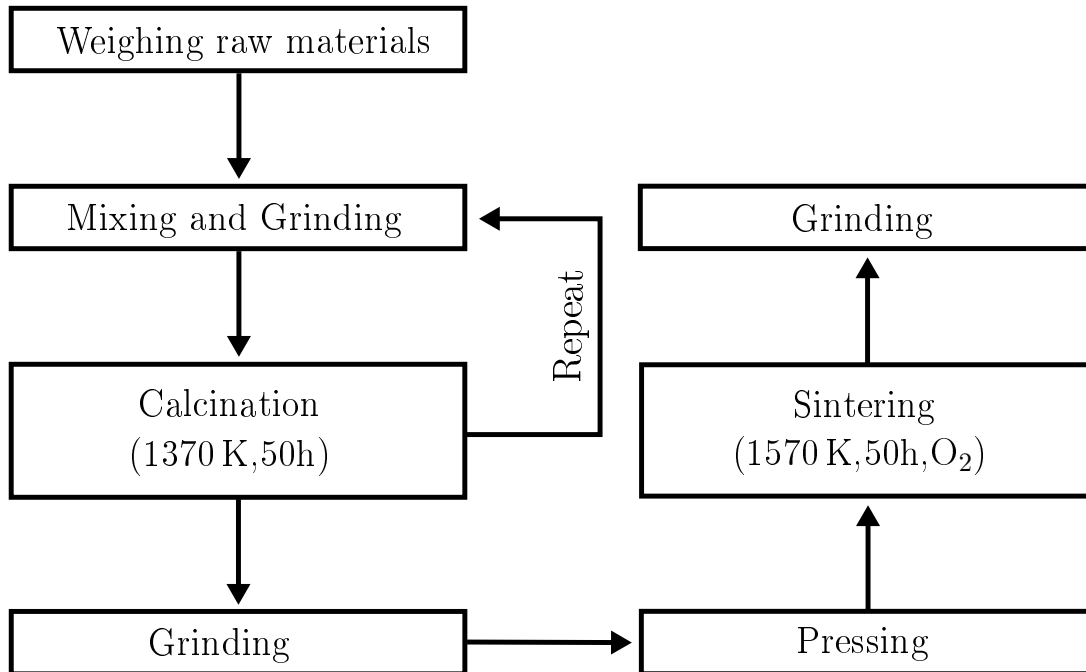 Weighing raw materials
Mixing and Grinding
Repeat
Calcination
(1370 K,50h)
Grinding
Pressing
Sintering
(1570 K,50h,O₂)
Grinding